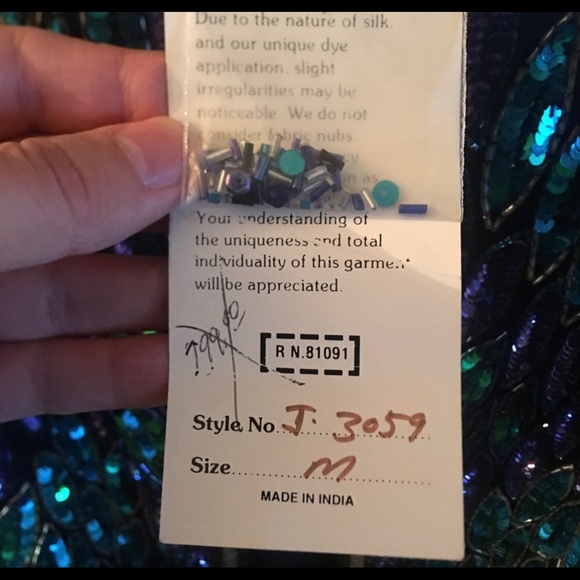 Due to the nature of silk.
and our unique dye
application, slight
irregularities may be
noticeable. We do not
consider fabric nubs,
as
Your understanding of
the uniqueness and total
individuality of this garment
will be appreciated.
R N.81091
Style No. J. 3059
Size M
MADE IN INDIA